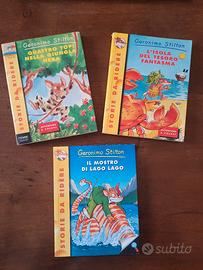 Geronimo Stilton
QUATTRO TOPI
NELLA GIUNGLA
NERA
STORIE DA RIDERE
Geronimo Stilton
L'ISOLA
DEL TESORO
FANTASMA
STORIE DA RIDERE
Geronimo Stilton
IL MOSTRO
DI LAGO LAGO
STORIE DA RIDERE
subito